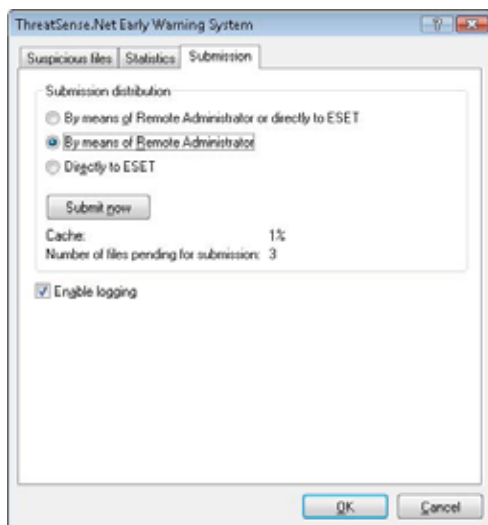 ThreatSense.Net Early Warning System
Suspicious files Statistics Submission
Submission distribution
By means of Remote Administrator or directly to ESET
By means of Remote Administrator
Directly to ESET
Submit now
Cache: 1%
Number of files pending for submission: 3
Enable logging
OK Cancel